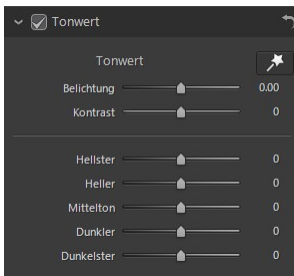 Tonwert
Tonwert
Belichtung 0.00
Kontrast 0
Hellster 0
Heller 0
Mittelton 0
Dunkler 0
Dunkelster 0